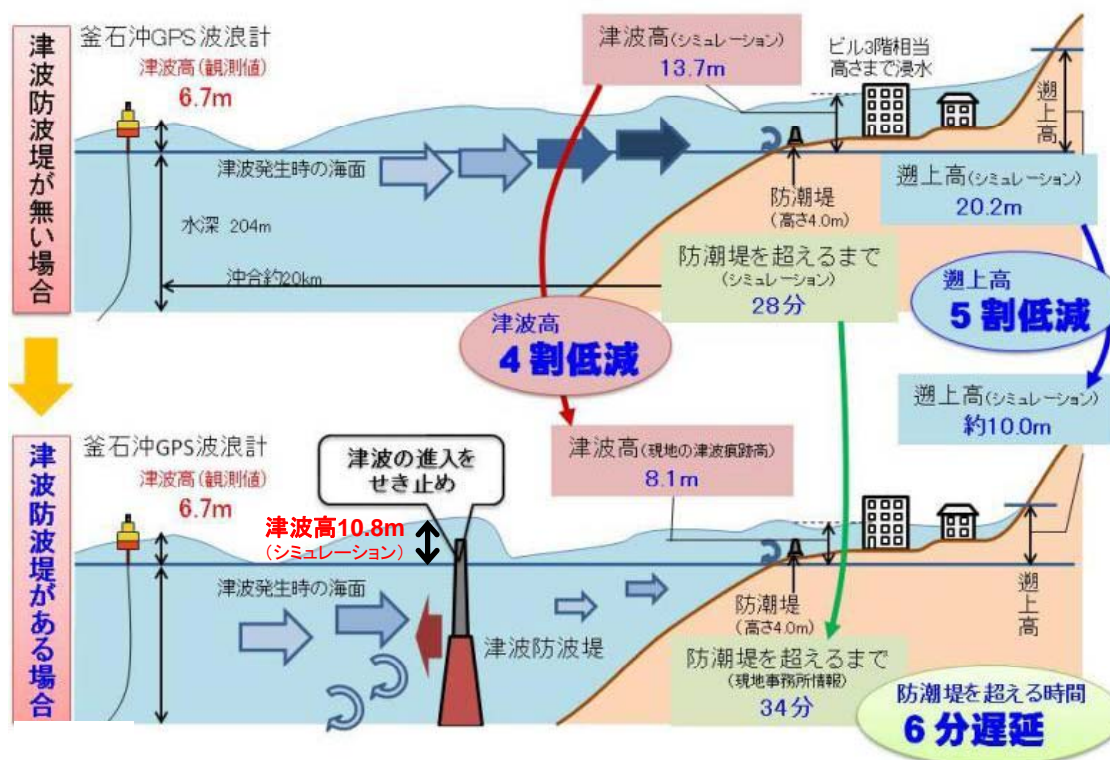 津波防波堤が無い場合
釜石沖GPS波浪計
津波高(観測値)
6.7m
津波高(シミュレーション)
13.7m
ビル3階相当
高さまで浸水
遡上高
津波発生時の海面
水深 204m
沖合約20km
防潮堤
(高さ4.0m)
遡上高(シミュレーション)
20.2m
防潮堤を超えるまで
(シミュレーション)
28分
津波高
4割低減
遡上高
5割低減
遡上高(シミュレーション)
約10.0m
津波防波堤がある場合
釜石沖GPS波浪計
津波高(観測値)
6.7m
津波の進入を
せき止め
津波高10.8m
(シミュレーション)
津波高(現地の津波痕跡高)
8.1m
津波発生時の海面
津波防波堤
防潮堤
(高さ4.0m)
遡上高
防潮堤を超えるまで
(現地事務所情報)
34分
防潮堤を超える時間
6分遅延